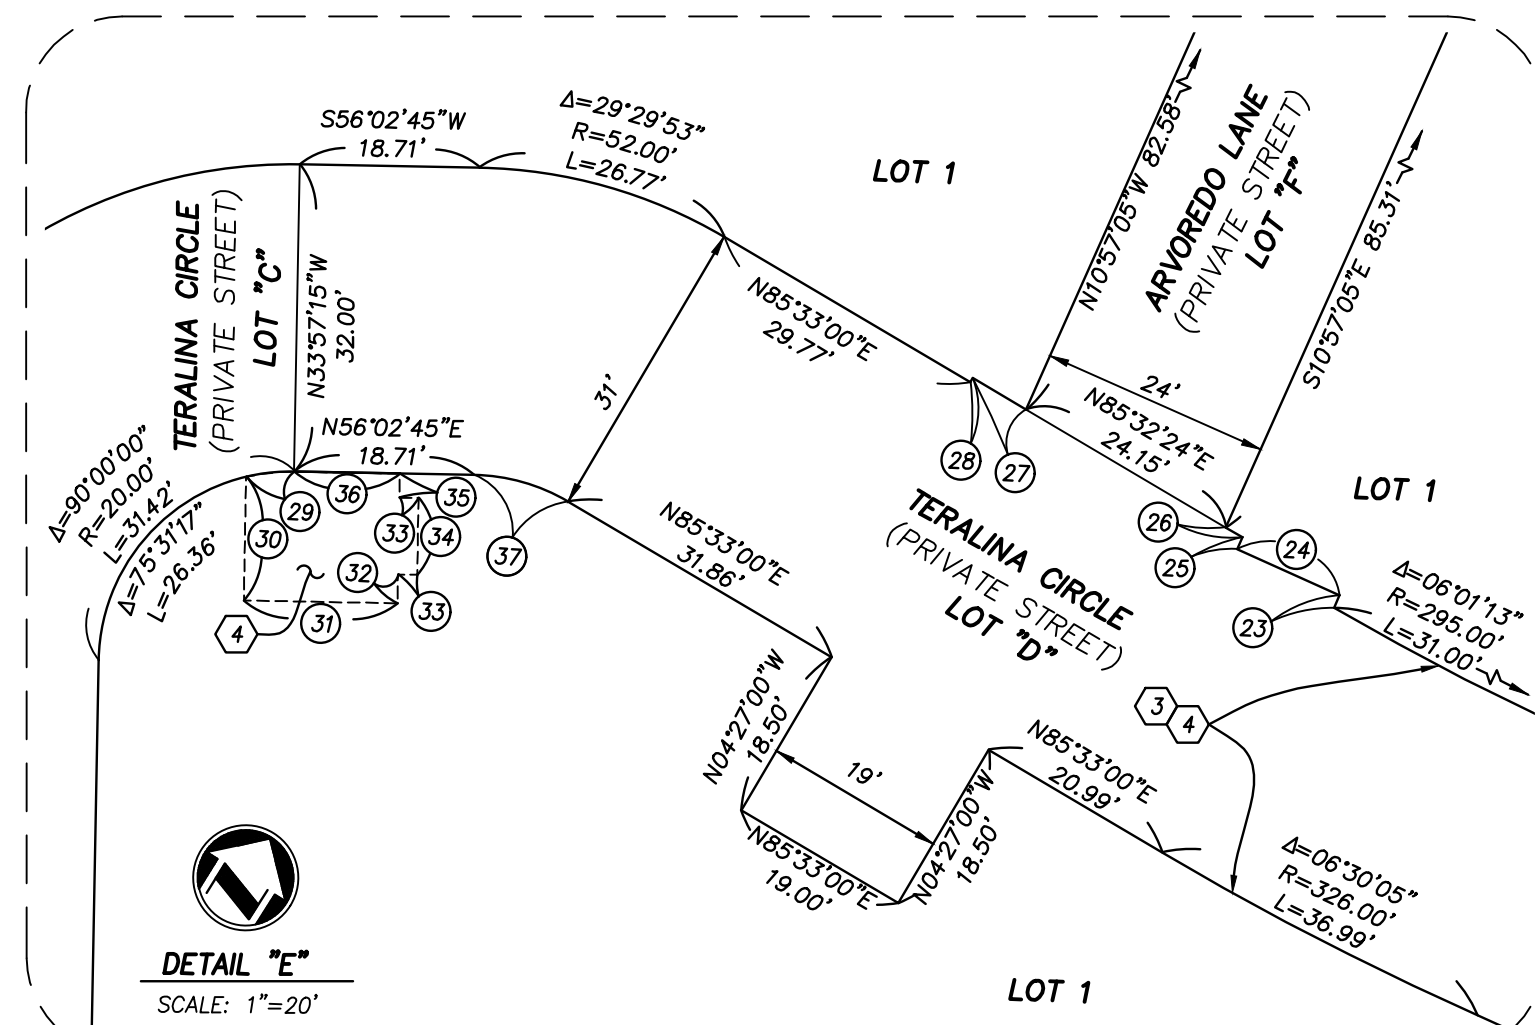 S56°02'45"W
18.71'
Δ=29°29'53"
R=52.00'
L=26.77'
LOT 1
N10°57'05"W 82.58'
ARVOREDO LANE
(PRIVATE STREET)
LOT "F"
S10°57'05"E 85.31'
TERALINA CIRCLE
(PRIVATE STREET)
LOT "C"
N33°57'15"W
32.00'
31'
N85°33'00"E
29.77'
24'
N85°32'24"E
24.15'
N56°02'45"E
18.71'
Δ=90°00'00"
R=20.00'
L=31.42'
Δ=75°31'17"
L=26.36'
28
27
36
35
29
30
33
34
37
32
31
33
4
N85°33'00"E
31.86'
TERALINA CIRCLE
(PRIVATE STREET)
LOT "D"
LOT 1
26
25
24
23
Δ=06°01'13"
R=295.00'
L=31.00'
3
4
N04°27'00"W
18.50'
19'
N85°33'00"E
19.00'
N04°27'00"W
18.50'
N85°33'00"E
20.99'
Δ=06°30'05"
R=326.00'
L=36.99'
LOT 1
DETAIL "E"
SCALE: 1"=20'